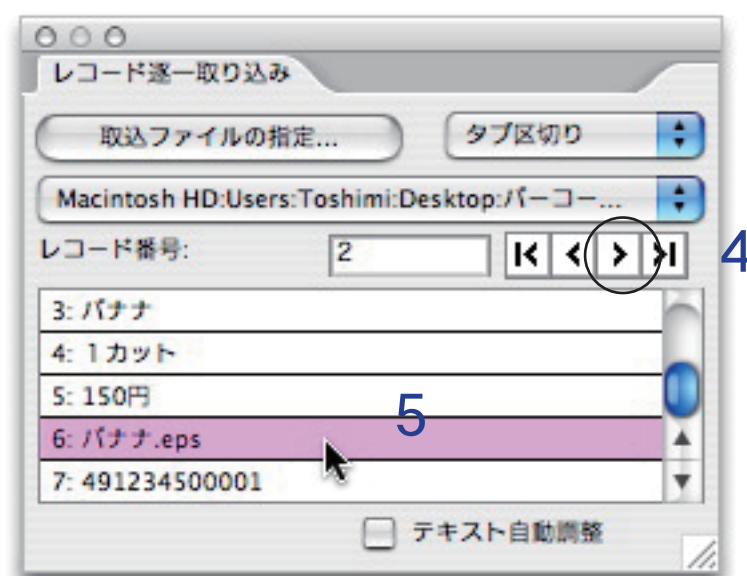 レコード逐一取り込み
取込ファイルの指定... タブ区切り
Macintosh HD:Users:Toshimi:Desktop:バーコー...
レコード番号: 2 4
3: バナナ
4: 1カット
5: 150円
6: バナナ.eps 5
7: 491234500001
テキスト自動調整